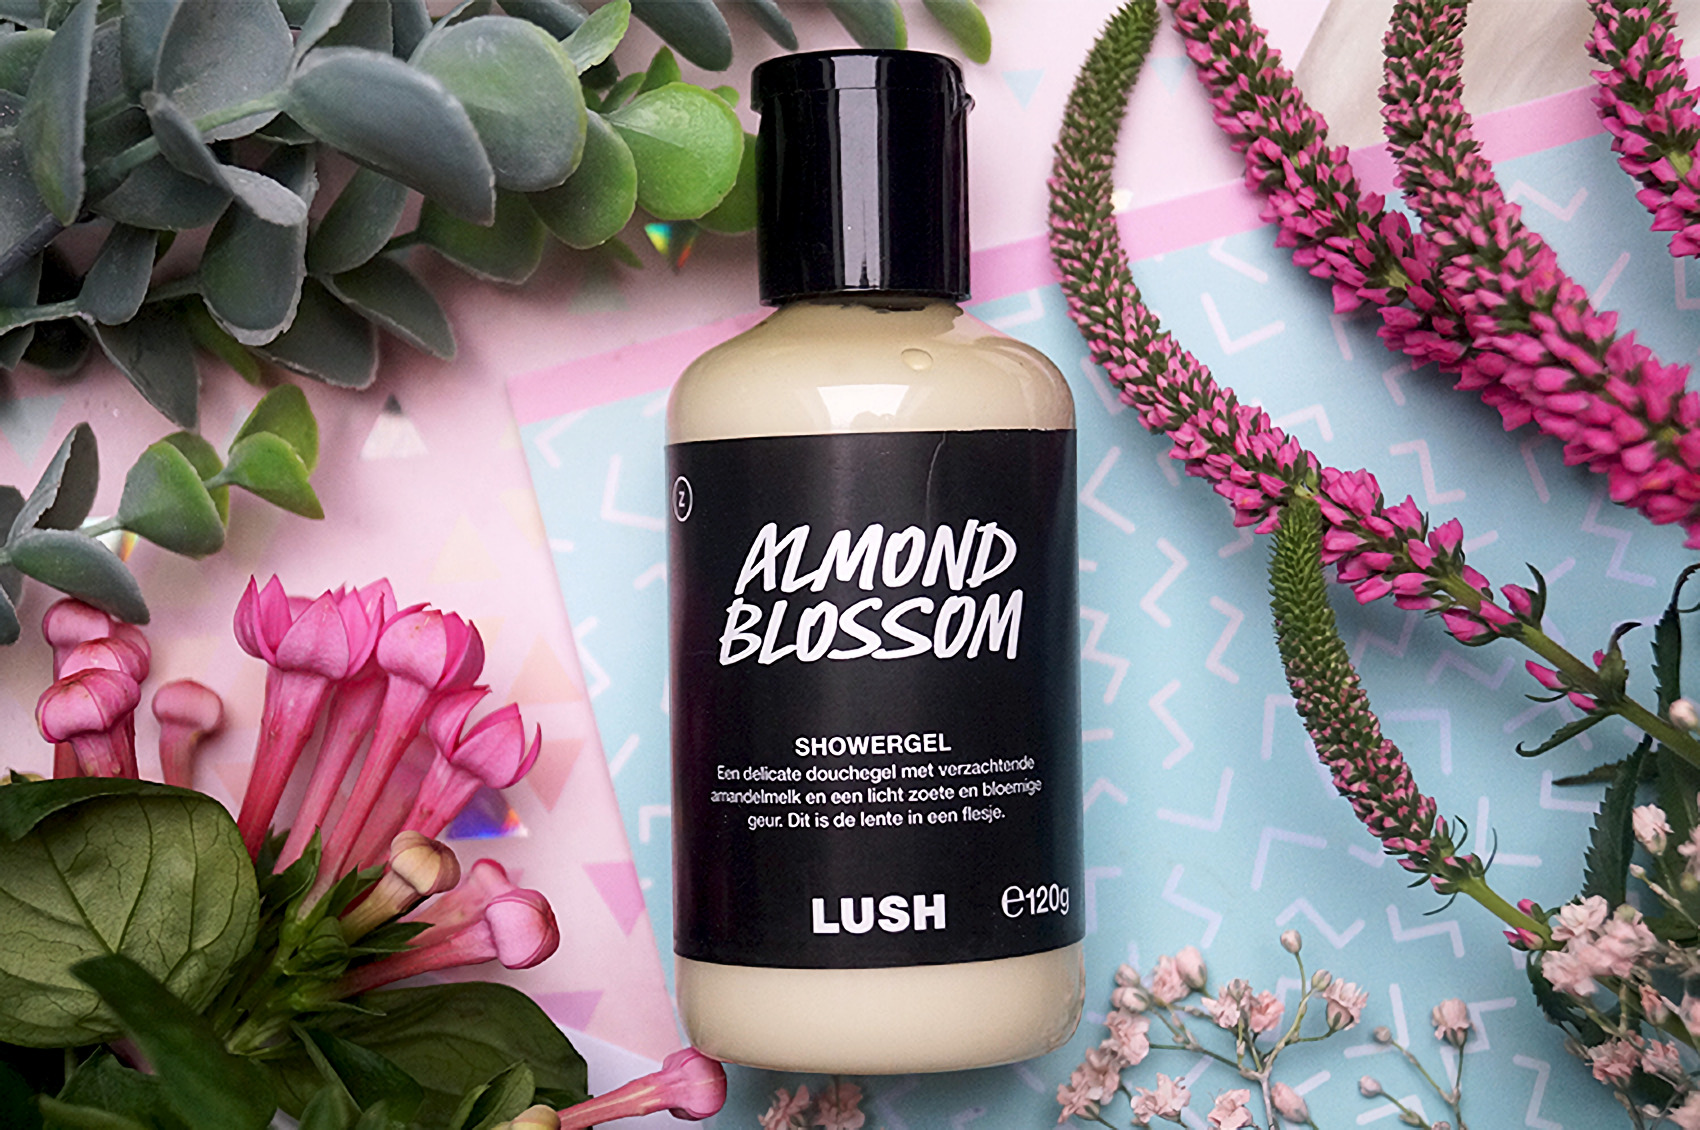 Z
ALMOND
BLOSSOM
SHOWERGEL
Een delicate douchegel met verzachtende
amandelmelk en een licht zoete en bloemige
geur. Dit is de lente in een flesje.
LUSH
℮120g